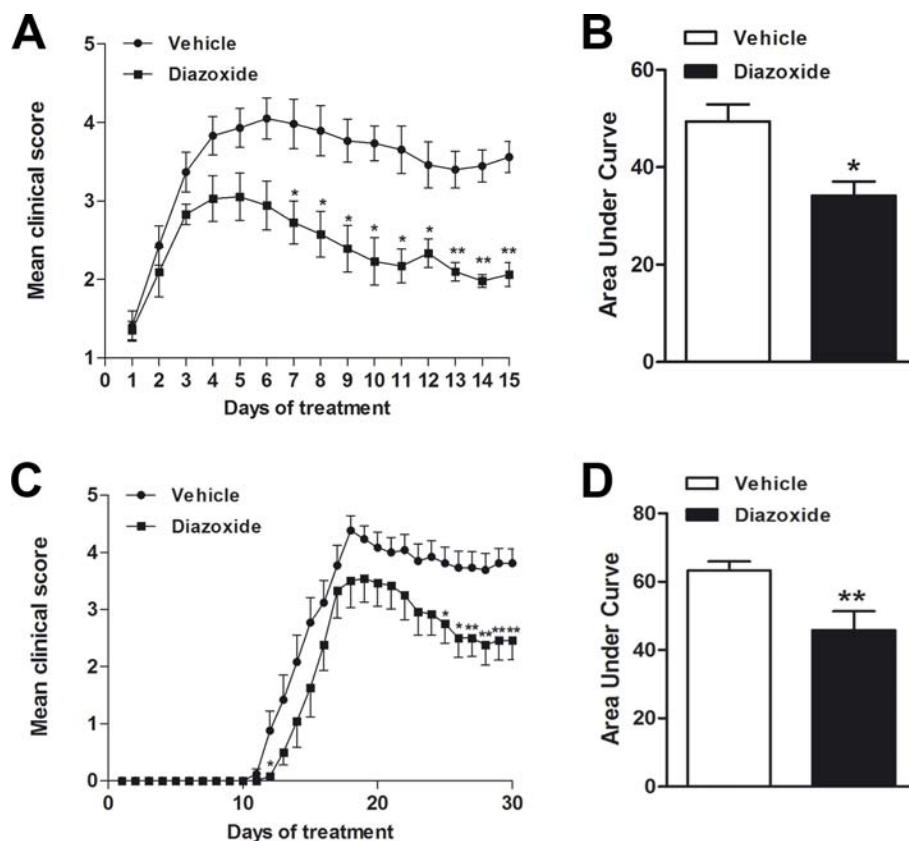 A
Vehicle
Diazoxide
5
4
3
2
1
Mean clinical score
* * * * * * ** ** **
0 1 2 3 4 5 6 7 8 9 10 11 12 13 14 15
Days of treatment
B
Vehicle
Diazoxide
60
40
20
0
Area Under Curve
*
C
Vehicle
Diazoxide
5
4
3
2
1
0
Mean clinical score
* * * ** ** ** **
0 10 20 30
Days of treatment
D
Vehicle
Diazoxide
80
60
40
20
0
Area Under Curve
**